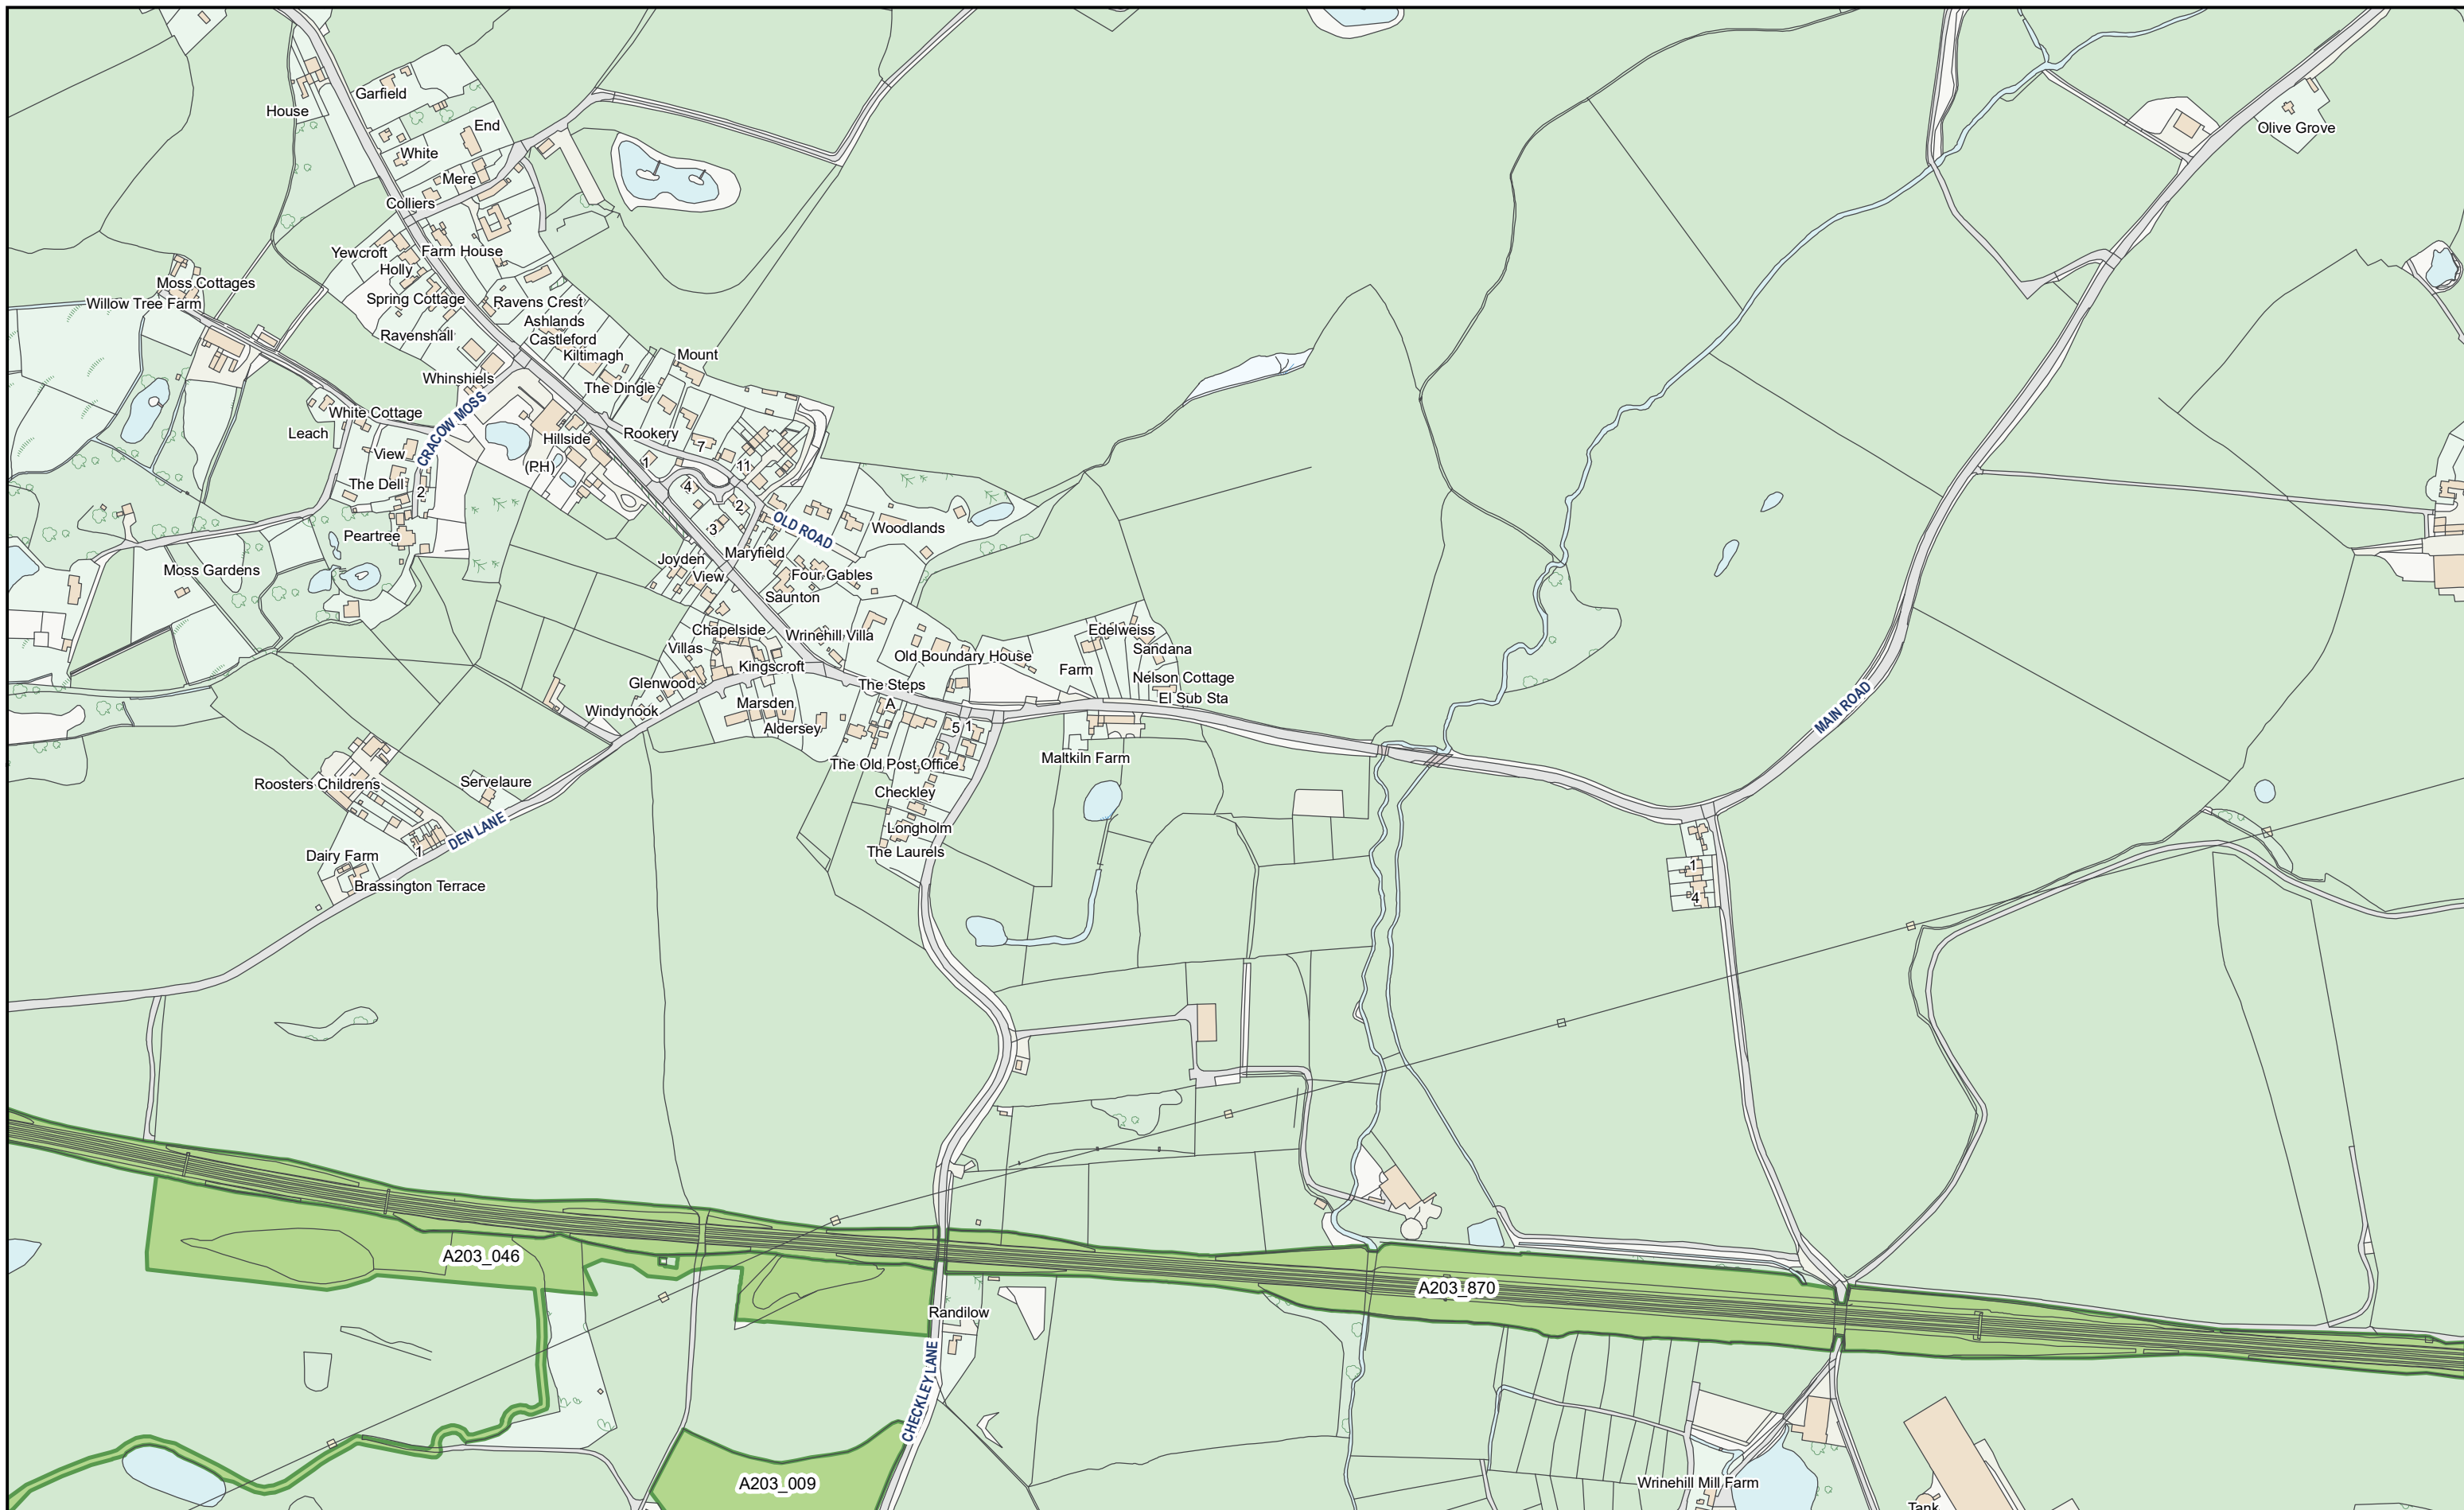 Garfield
House
End
Olive Grove
White
Mere
Colliers
Yewcroft
Farm House
Holly
Moss Cottages
Willow Tree Farm
Spring Cottage
Ravens Crest
Ashlands
Ravenshall
Castleford
Kiltimagh
Mount
Whinshiels
The Dingle
White Cottage
CRACOW MOSS
Leach
Rookery
Hillside
7
View
(PH)
1
11
The Dell
2
4
2
3
OLD ROAD
Woodlands
Peartree
Maryfield
Joyden
Moss Gardens
View
Four Gables
Saunton
Chapelside
Wrinehill Villa
Edelweiss
Villas
Sandana
Old Boundary House
Kingscroft
Farm
Nelson Cottage
Glenwood
The Steps
El Sub Sta
Marsden
A
MAIN ROAD
Windynook
Aldersey
5
1
Maltkiln Farm
The Old Post Office
Roosters Childrens
Servelaure
Checkley
DEN LANE
Longholm
1
The Laurels
Dairy Farm
1
Brassington Terrace
4
A203_046
A203_870
Randilow
CHECKLEY LANE
A203_009
Wrinehill Mill Farm
Tank